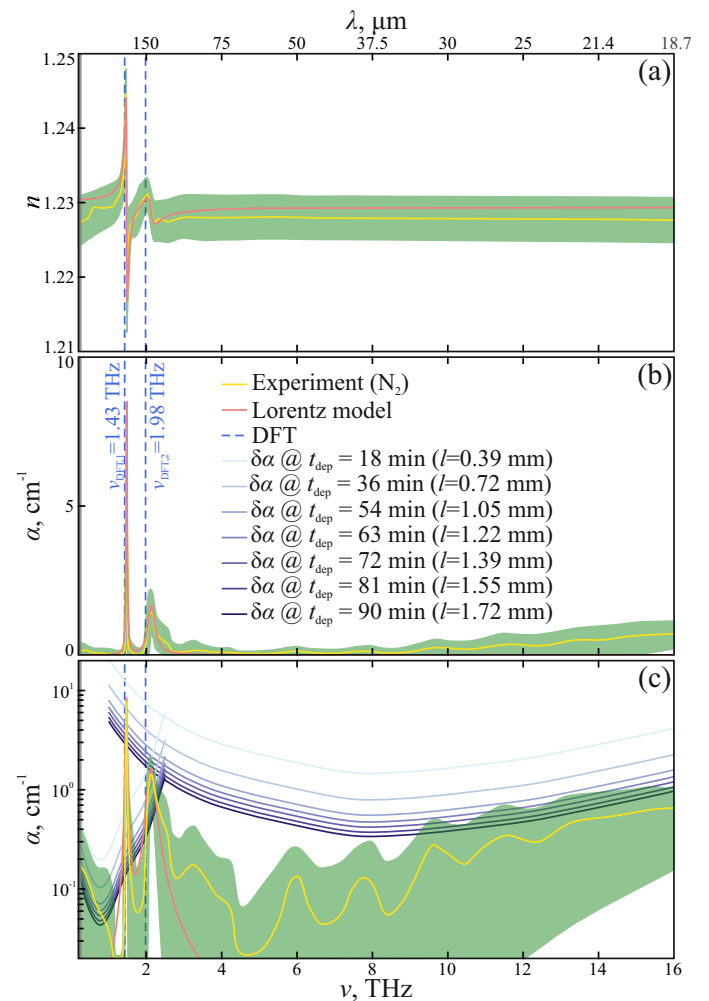 λ, μm
150 75 50 37.5 30 25 21.4 18.7
(a)
1.25
1.24
1.23
1.22
1.21
n
(b)
10
5
0
α, cm⁻¹
ν_DFT,1=1.43 THz
ν_DFT,2=1.98 THz
Experiment (N₂)
Lorentz model
DFT
δα @ t_dep = 18 min (l=0.39 mm)
δα @ t_dep = 36 min (l=0.72 mm)
δα @ t_dep = 54 min (l=1.05 mm)
δα @ t_dep = 63 min (l=1.22 mm)
δα @ t_dep = 72 min (l=1.39 mm)
δα @ t_dep = 81 min (l=1.55 mm)
δα @ t_dep = 90 min (l=1.72 mm)
(c)
10¹
10⁰
10⁻¹
α, cm⁻¹
2 4 6 8 10 12 14 16
ν, THz